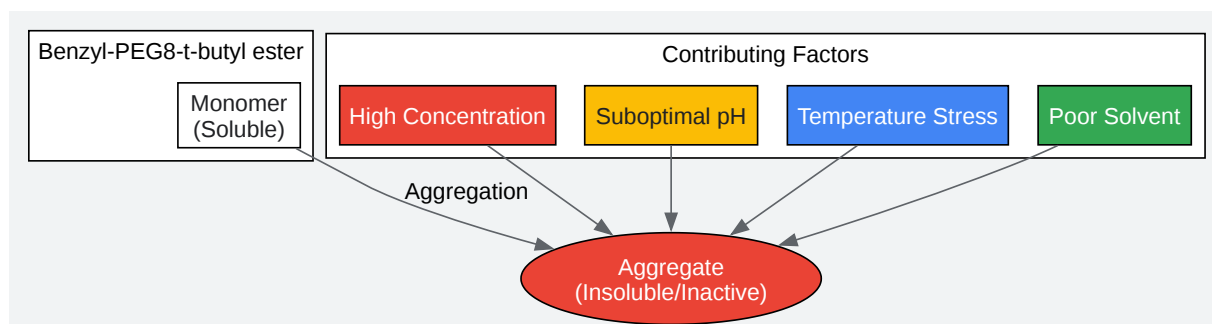 Benzyl-PEG8-t-butyl ester
Monomer
(Soluble)
Contributing Factors
High Concentration
Suboptimal pH
Temperature Stress
Poor Solvent
Aggregation
Aggregate
(Insoluble/Inactive)